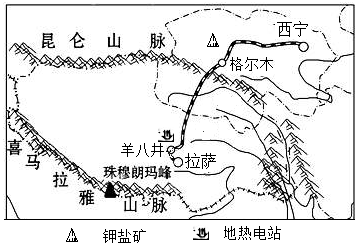 昆仑山脉
西宁
格尔木
羊八井
拉萨
喜马拉雅山脉
珠穆朗玛峰
钾盐矿
地热电站